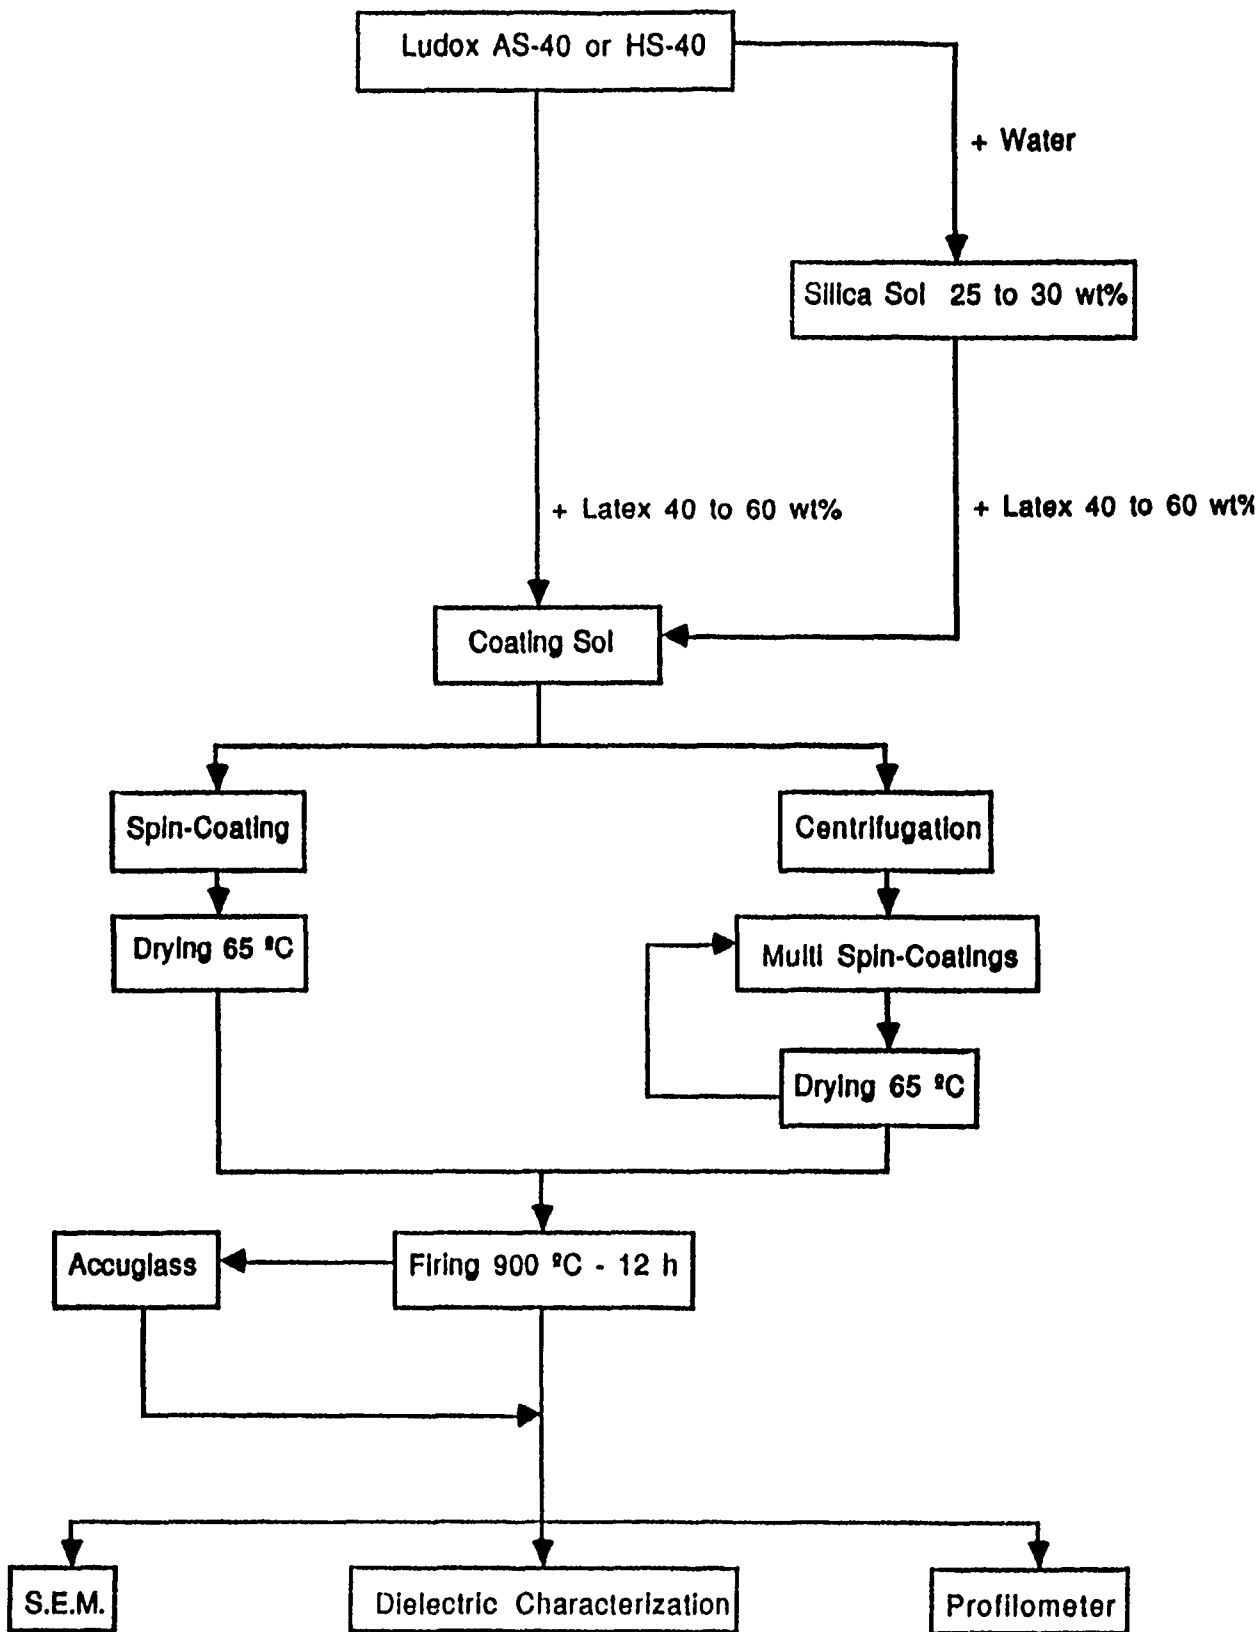 Ludox AS-40 or HS-40
+ Water
Silica Sol 25 to 30 wt%
+ Latex 40 to 60 wt%
+ Latex 40 to 60 wt%
Coating Sol
Spin-Coating
Centrifugation
Drying 65 ºC
Multi Spin-Coatings
Drying 65 ºC
Accuglass
Firing 900 ºC - 12 h
S.E.M.
Dielectric Characterization
Profilometer